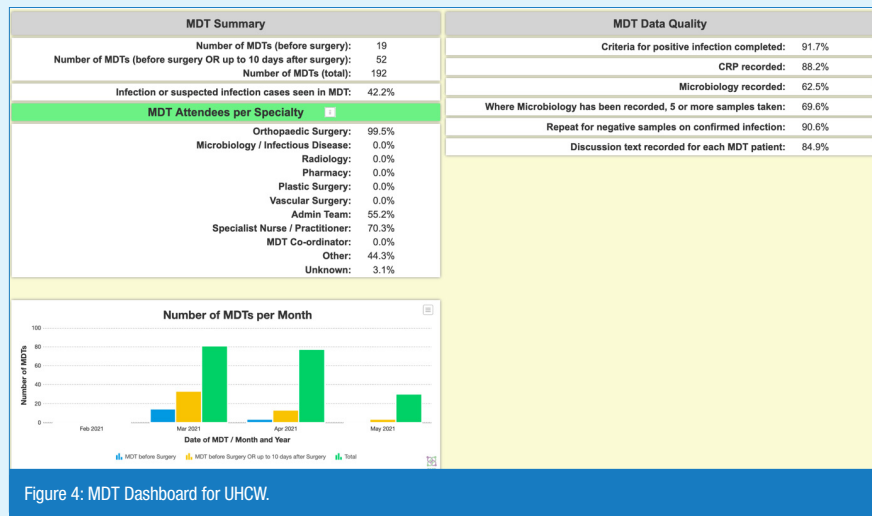 MDT Summary
Number of MDTs (before surgery): 19
Number of MDTs (before surgery OR up to 10 days after surgery): 52
Number of MDTs (total): 192
Infection or suspected infection cases seen in MDT: 42.2%
MDT Attendees per Specialty
Orthopaedic Surgery: 99.5%
Microbiology / Infectious Disease: 0.0%
Radiology: 0.0%
Pharmacy: 0.0%
Plastic Surgery: 0.0%
Vascular Surgery: 0.0%
Admin Team: 55.2%
Specialist Nurse / Practitioner: 70.3%
MDT Co-ordinator: 0.0%
Other: 44.3%
Unknown: 3.1%
MDT Data Quality
Criteria for positive infection completed: 91.7%
CRP recorded: 88.2%
Microbiology recorded: 62.5%
Where Microbiology has been recorded, 5 or more samples taken: 69.6%
Repeat for negative samples on confirmed infection: 90.6%
Discussion text recorded for each MDT patient: 84.9%
Number of MDTs per Month
Number of MDTs
100
80
60
40
20
0
Feb 2021 Mar 2021 Apr 2021 May 2021
Date of MDT / Month and Year
MDT before Surgery MDT before Surgery OR up to 10 days after Surgery Total
Figure 4: MDT Dashboard for UHCW.